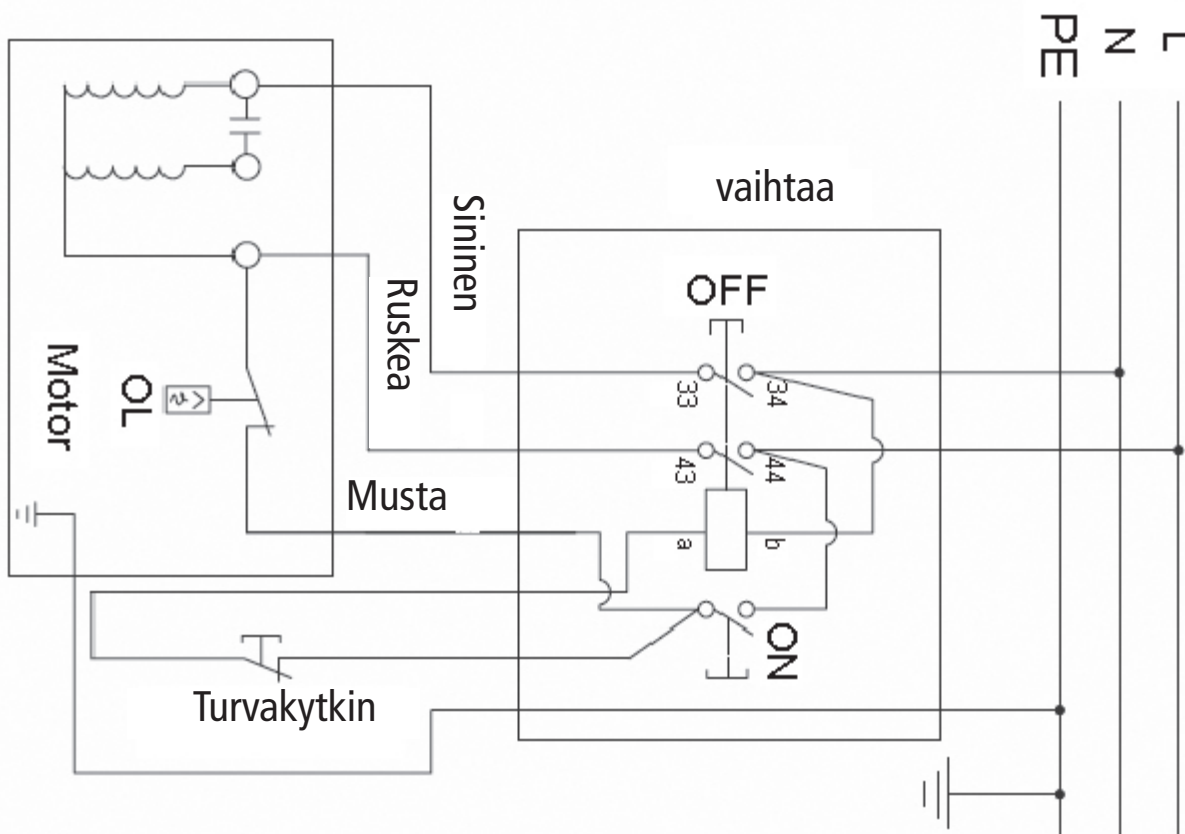 PE
N
L
vaihtaa
Sininen
Ruskea
OFF
33
34
43
44
Motor
OL
Musta
a
b
ON
Turvakytkin